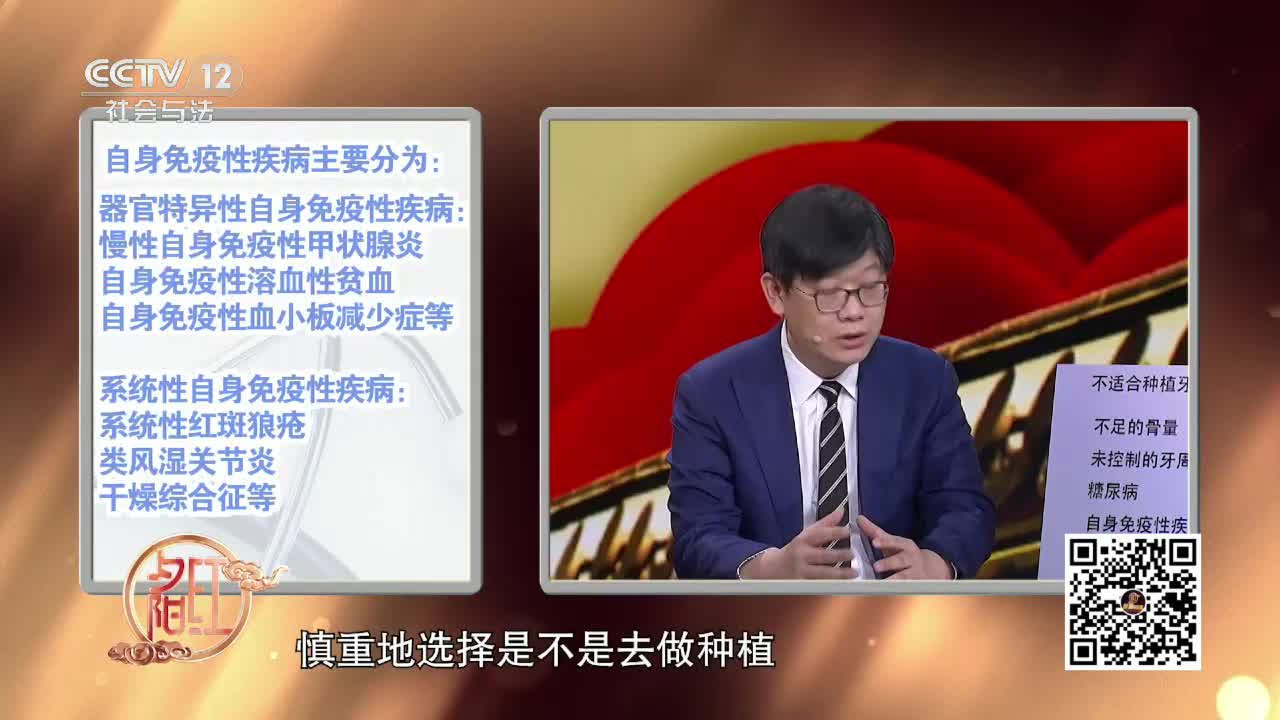 CCTV 12
社会与法
自身免疫性疾病主要分为：
器官特异性自身免疫性疾病：
慢性自身免疫性甲状腺炎
自身免疫性溶血性贫血
自身免疫性血小板减少症等
系统性自身免疫性疾病：
系统性红斑狼疮
类风湿关节炎
干燥综合征等
不适合种植牙
不足的骨量
未控制的牙周
糖尿病
自身免疫性疾
夕阳红
慎重地选择是不是去做种植